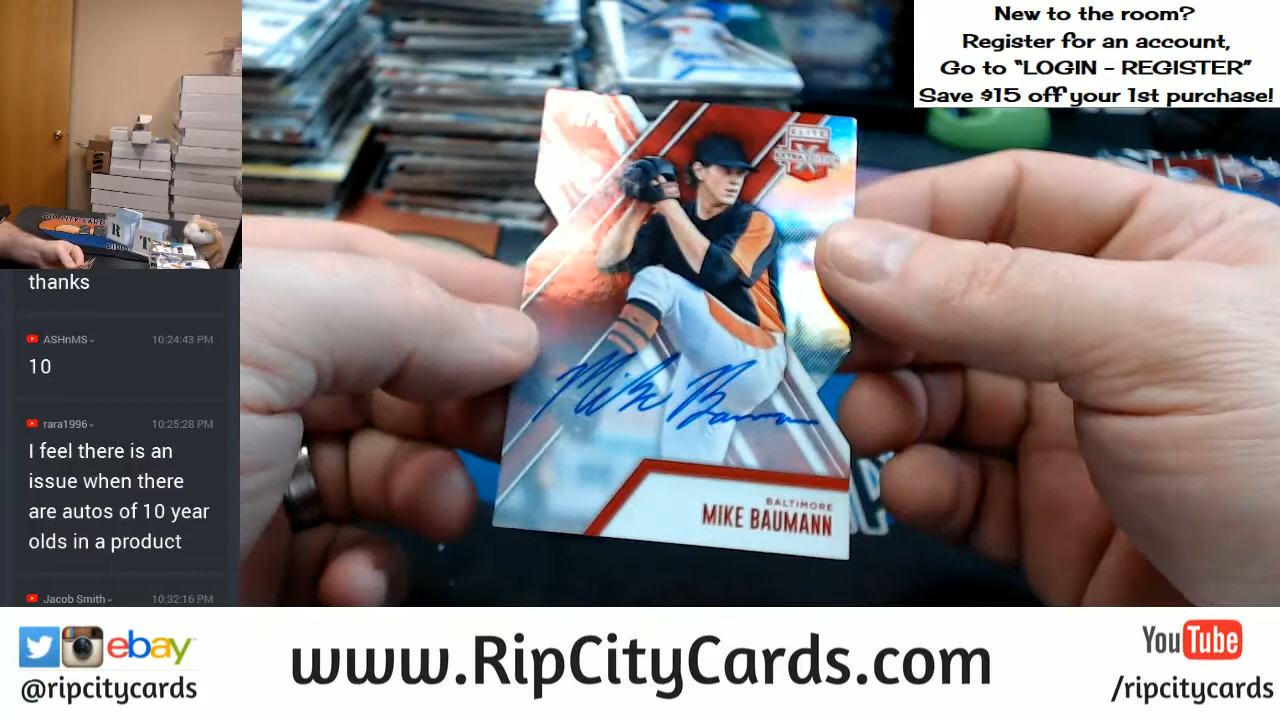 New to the room?
Register for an account,
Go to "LOGIN - REGISTER"
Save $15 off your 1st purchase!
R T
thanks
ASHnMS
10:24:43 PM
10
rara1996
10:25:28 PM
I feel there is an
issue when there
are autos of 10 year
olds in a product
Jacob Smith
10:32:16 PM
ELITE
X
EXTRA EDITION
Mike Baumann
BALTIMORE
MIKE BAUMANN
ebay
@ripcitycards
www.RipCityCards.com
YouTube
/ripcitycards